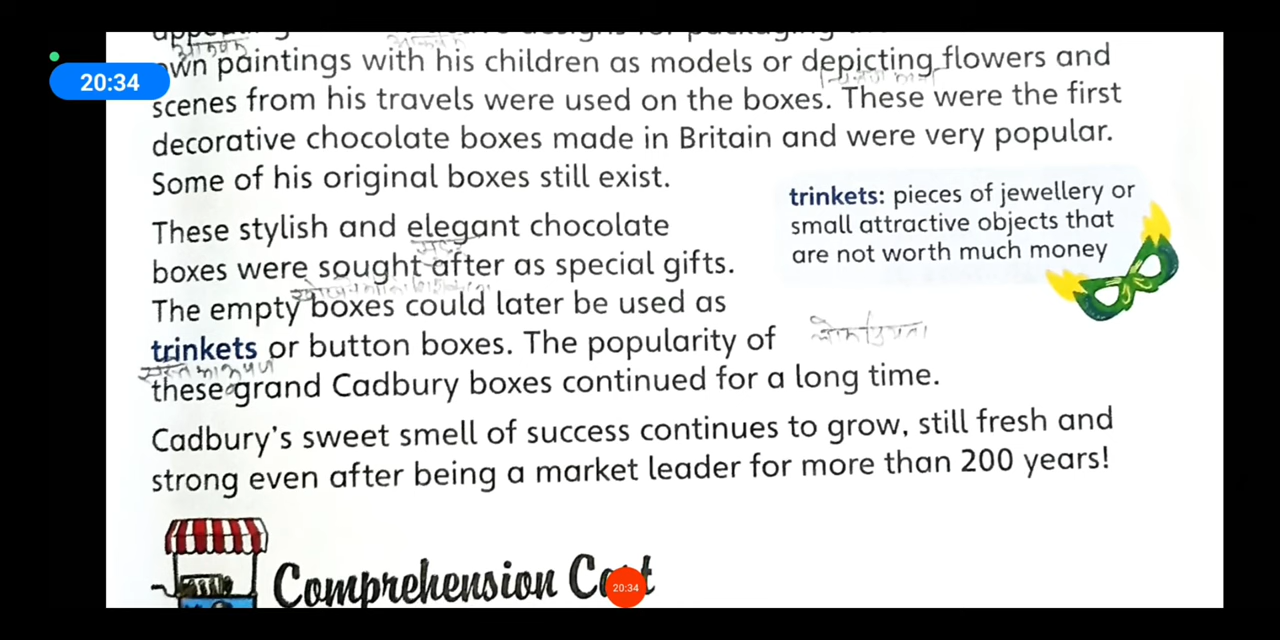 20:34
own paintings with his children as models or depicting flowers and
scenes from his travels were used on the boxes. These were the first
decorative chocolate boxes made in Britain and were very popular.
Some of his original boxes still exist.
These stylish and elegant chocolate
boxes were sought after as special gifts.
The empty boxes could later be used as
trinkets or button boxes. The popularity of
लोकप्रियता
these grand Cadbury boxes continued for a long time.
trinkets: pieces of jewellery or
small attractive objects that
are not worth much money
Cadbury's sweet smell of success continues to grow, still fresh and
strong even after being a market leader for more than 200 years!
Comprehension
20:34